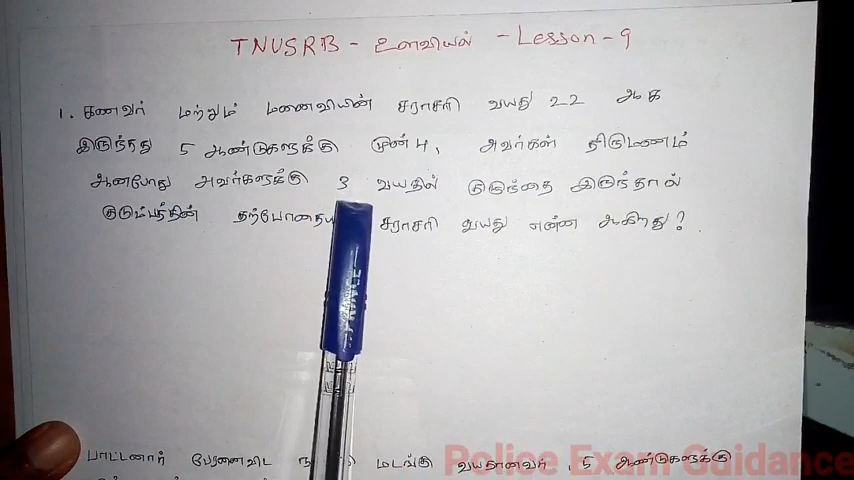 TNUSRB - உளவியல் - Lesson - 9
1. கணவர் மற்றும் மனைவியின் சராசரி வயது 22 ஆக
இருந்தது 5 ஆண்டுகளுக்கு முன்பு, அவர்கள் திருமணம்
ஆனபோது அவர்களுக்கு 3 வயதில் குழந்தை இருந்தால்
குடும்பத்தின் சராசரி வயது என்ன ஆகிறது?
பாட்டனார் பேரனைவிட மடங்கு வயதானவர். 5 ஆண்டுகளுக்கு
Police Exam Guidance